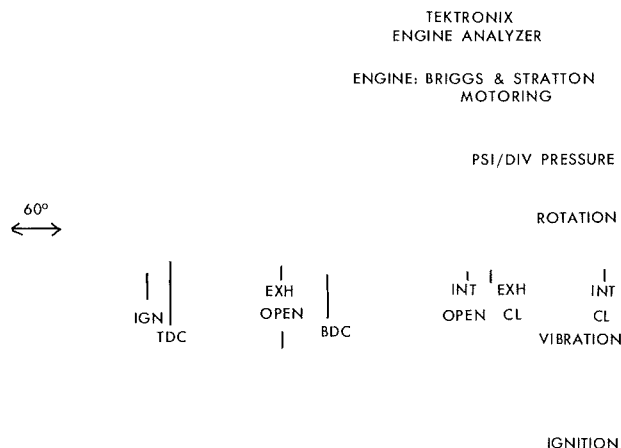 TEKTRONIX
ENGINE ANALYZER
ENGINE: BRIGGS & STRATTON
MOTORING
PSI/DIV PRESSURE
60°
ROTATION
IGN
TDC
EXH
OPEN
BDC
INT
OPEN
EXH
CL
INT
CL
VIBRATION
IGNITION